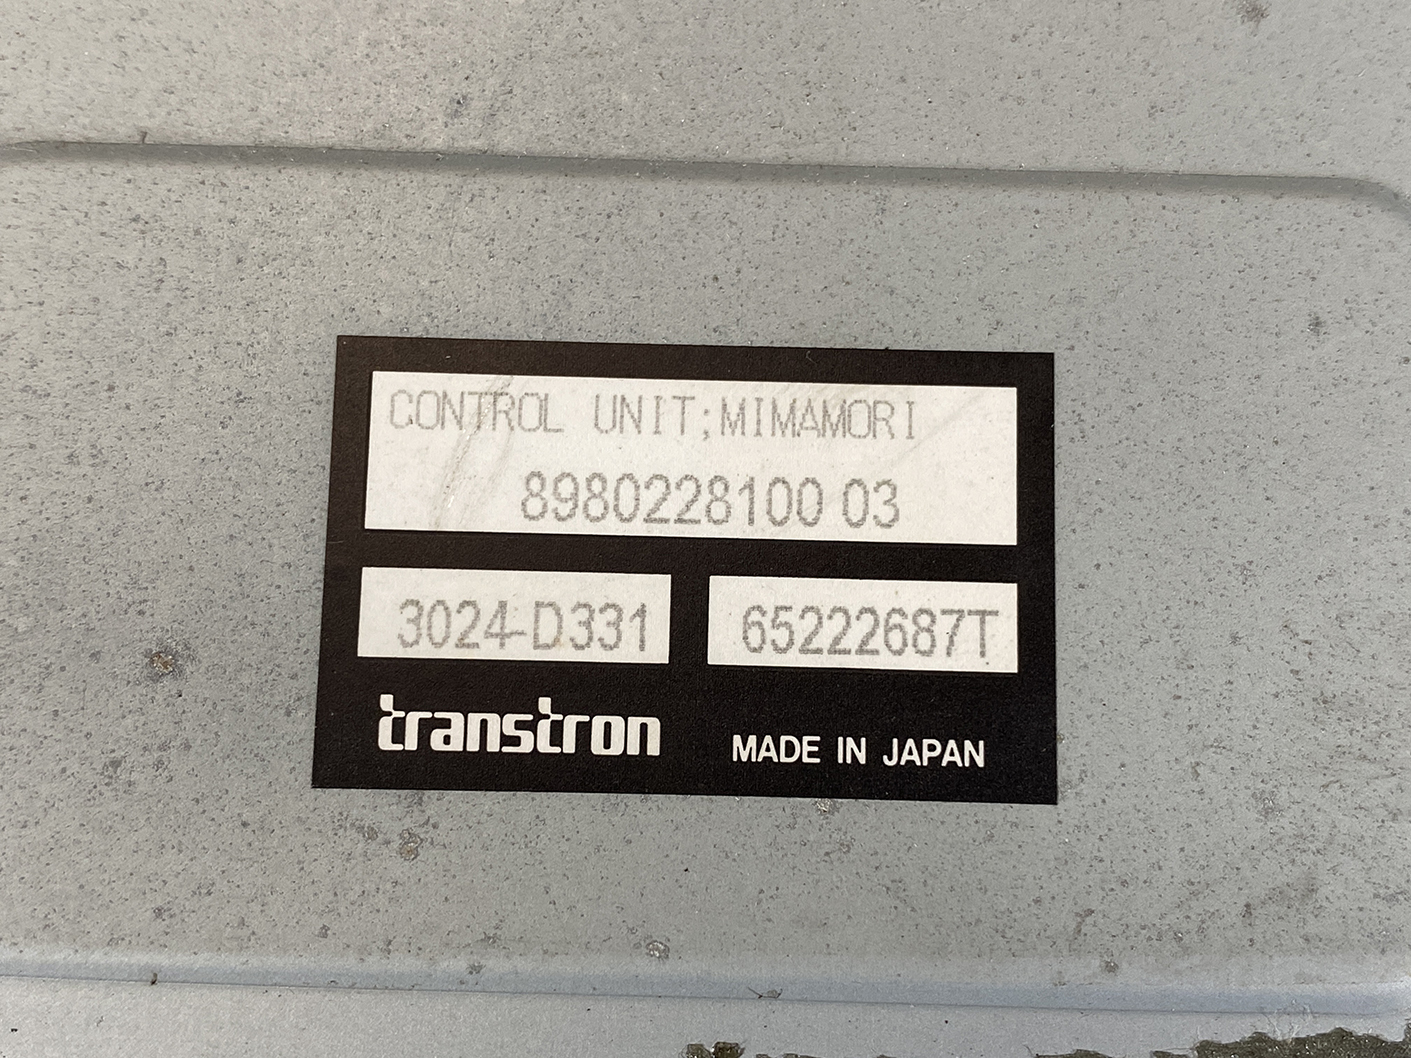 CONTROL UNIT;MIMAMORI
8980228100 03
3024-D331
65222687T
transtron
MADE IN JAPAN